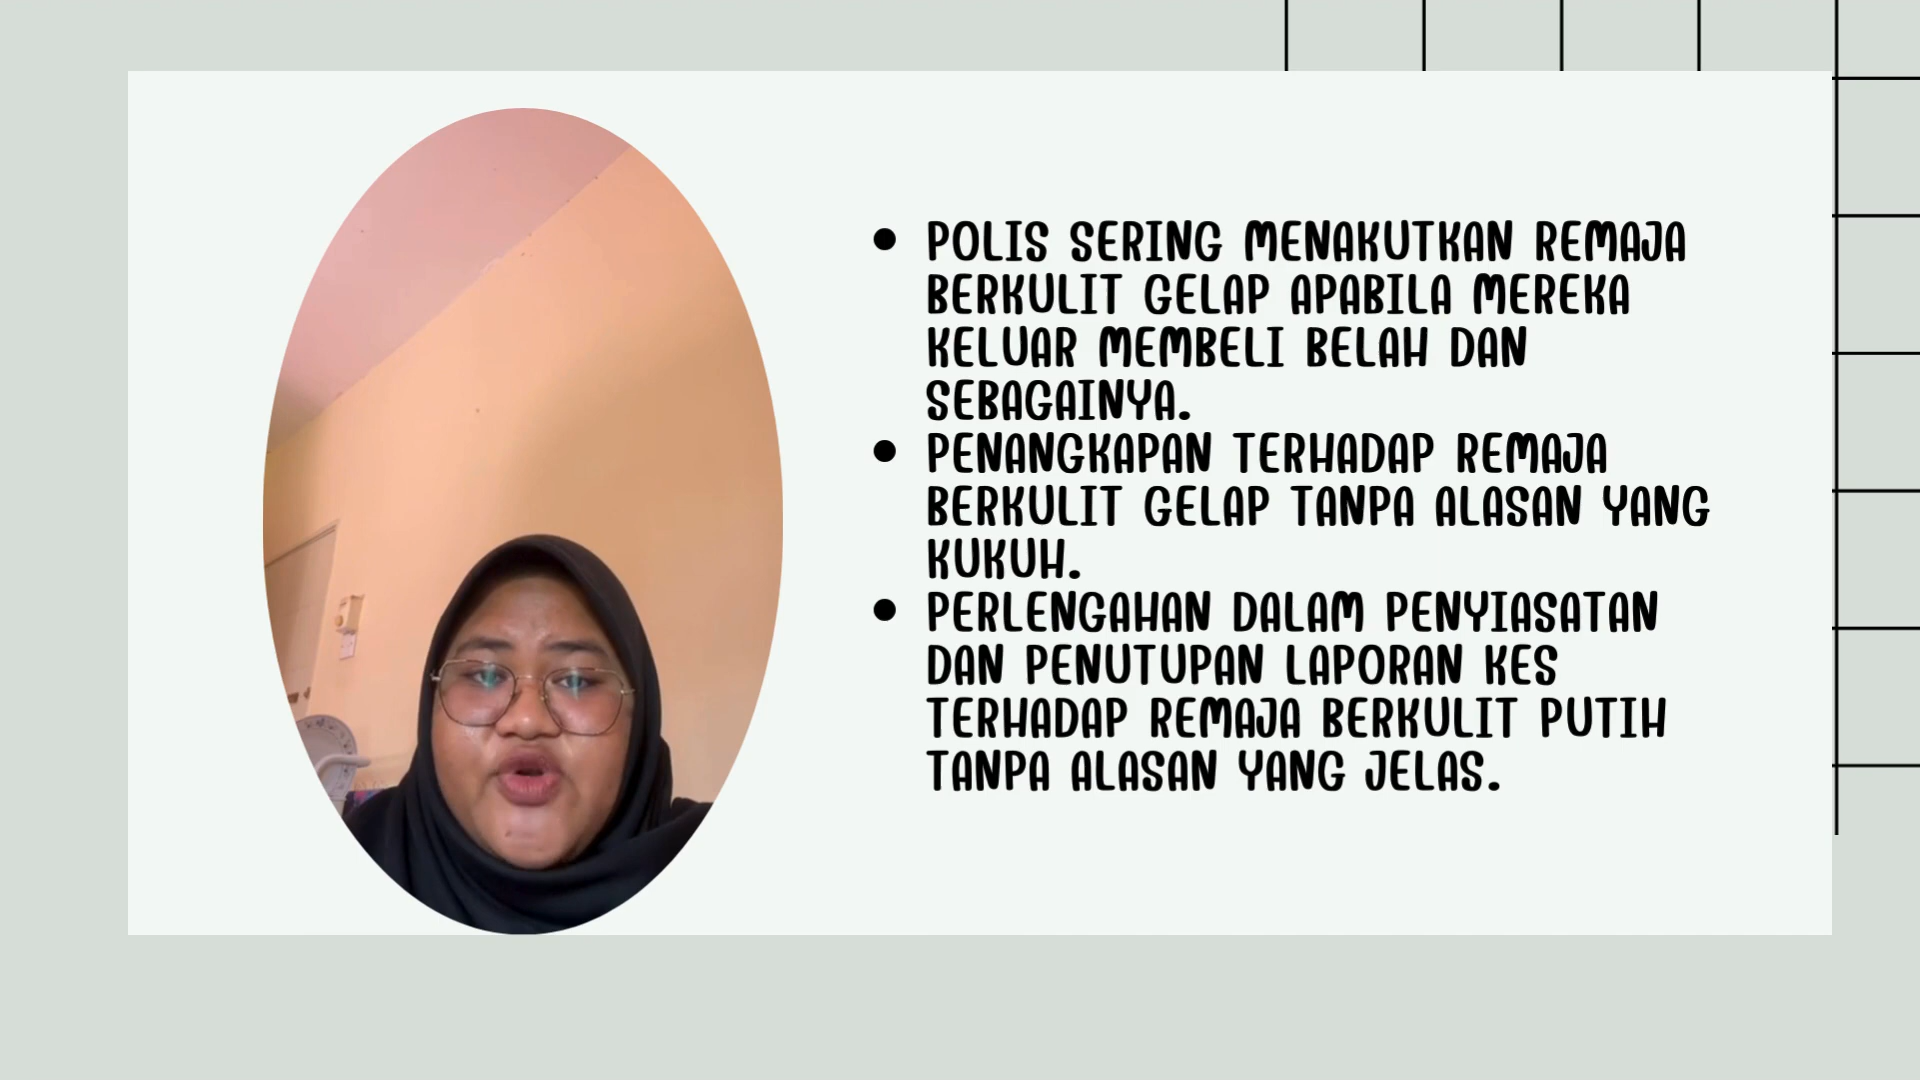 POLIS SERING MENAKUTKAN REMAJA
BERKULIT GELAP APABILA MEREKA
KELUAR MEMBELI BELAH DAN
SEBAGAINYA.
PENANGKAPAN TERHADAP REMAJA
BERKULIT GELAP TANPA ALASAN YANG
KUKUH.
PERLENGAHAN DALAM PENYIASATAN
DAN PENUTUPAN LAPORAN KES
TERHADAP REMAJA BERKULIT PUTIH
TANPA ALASAN YANG JELAS.